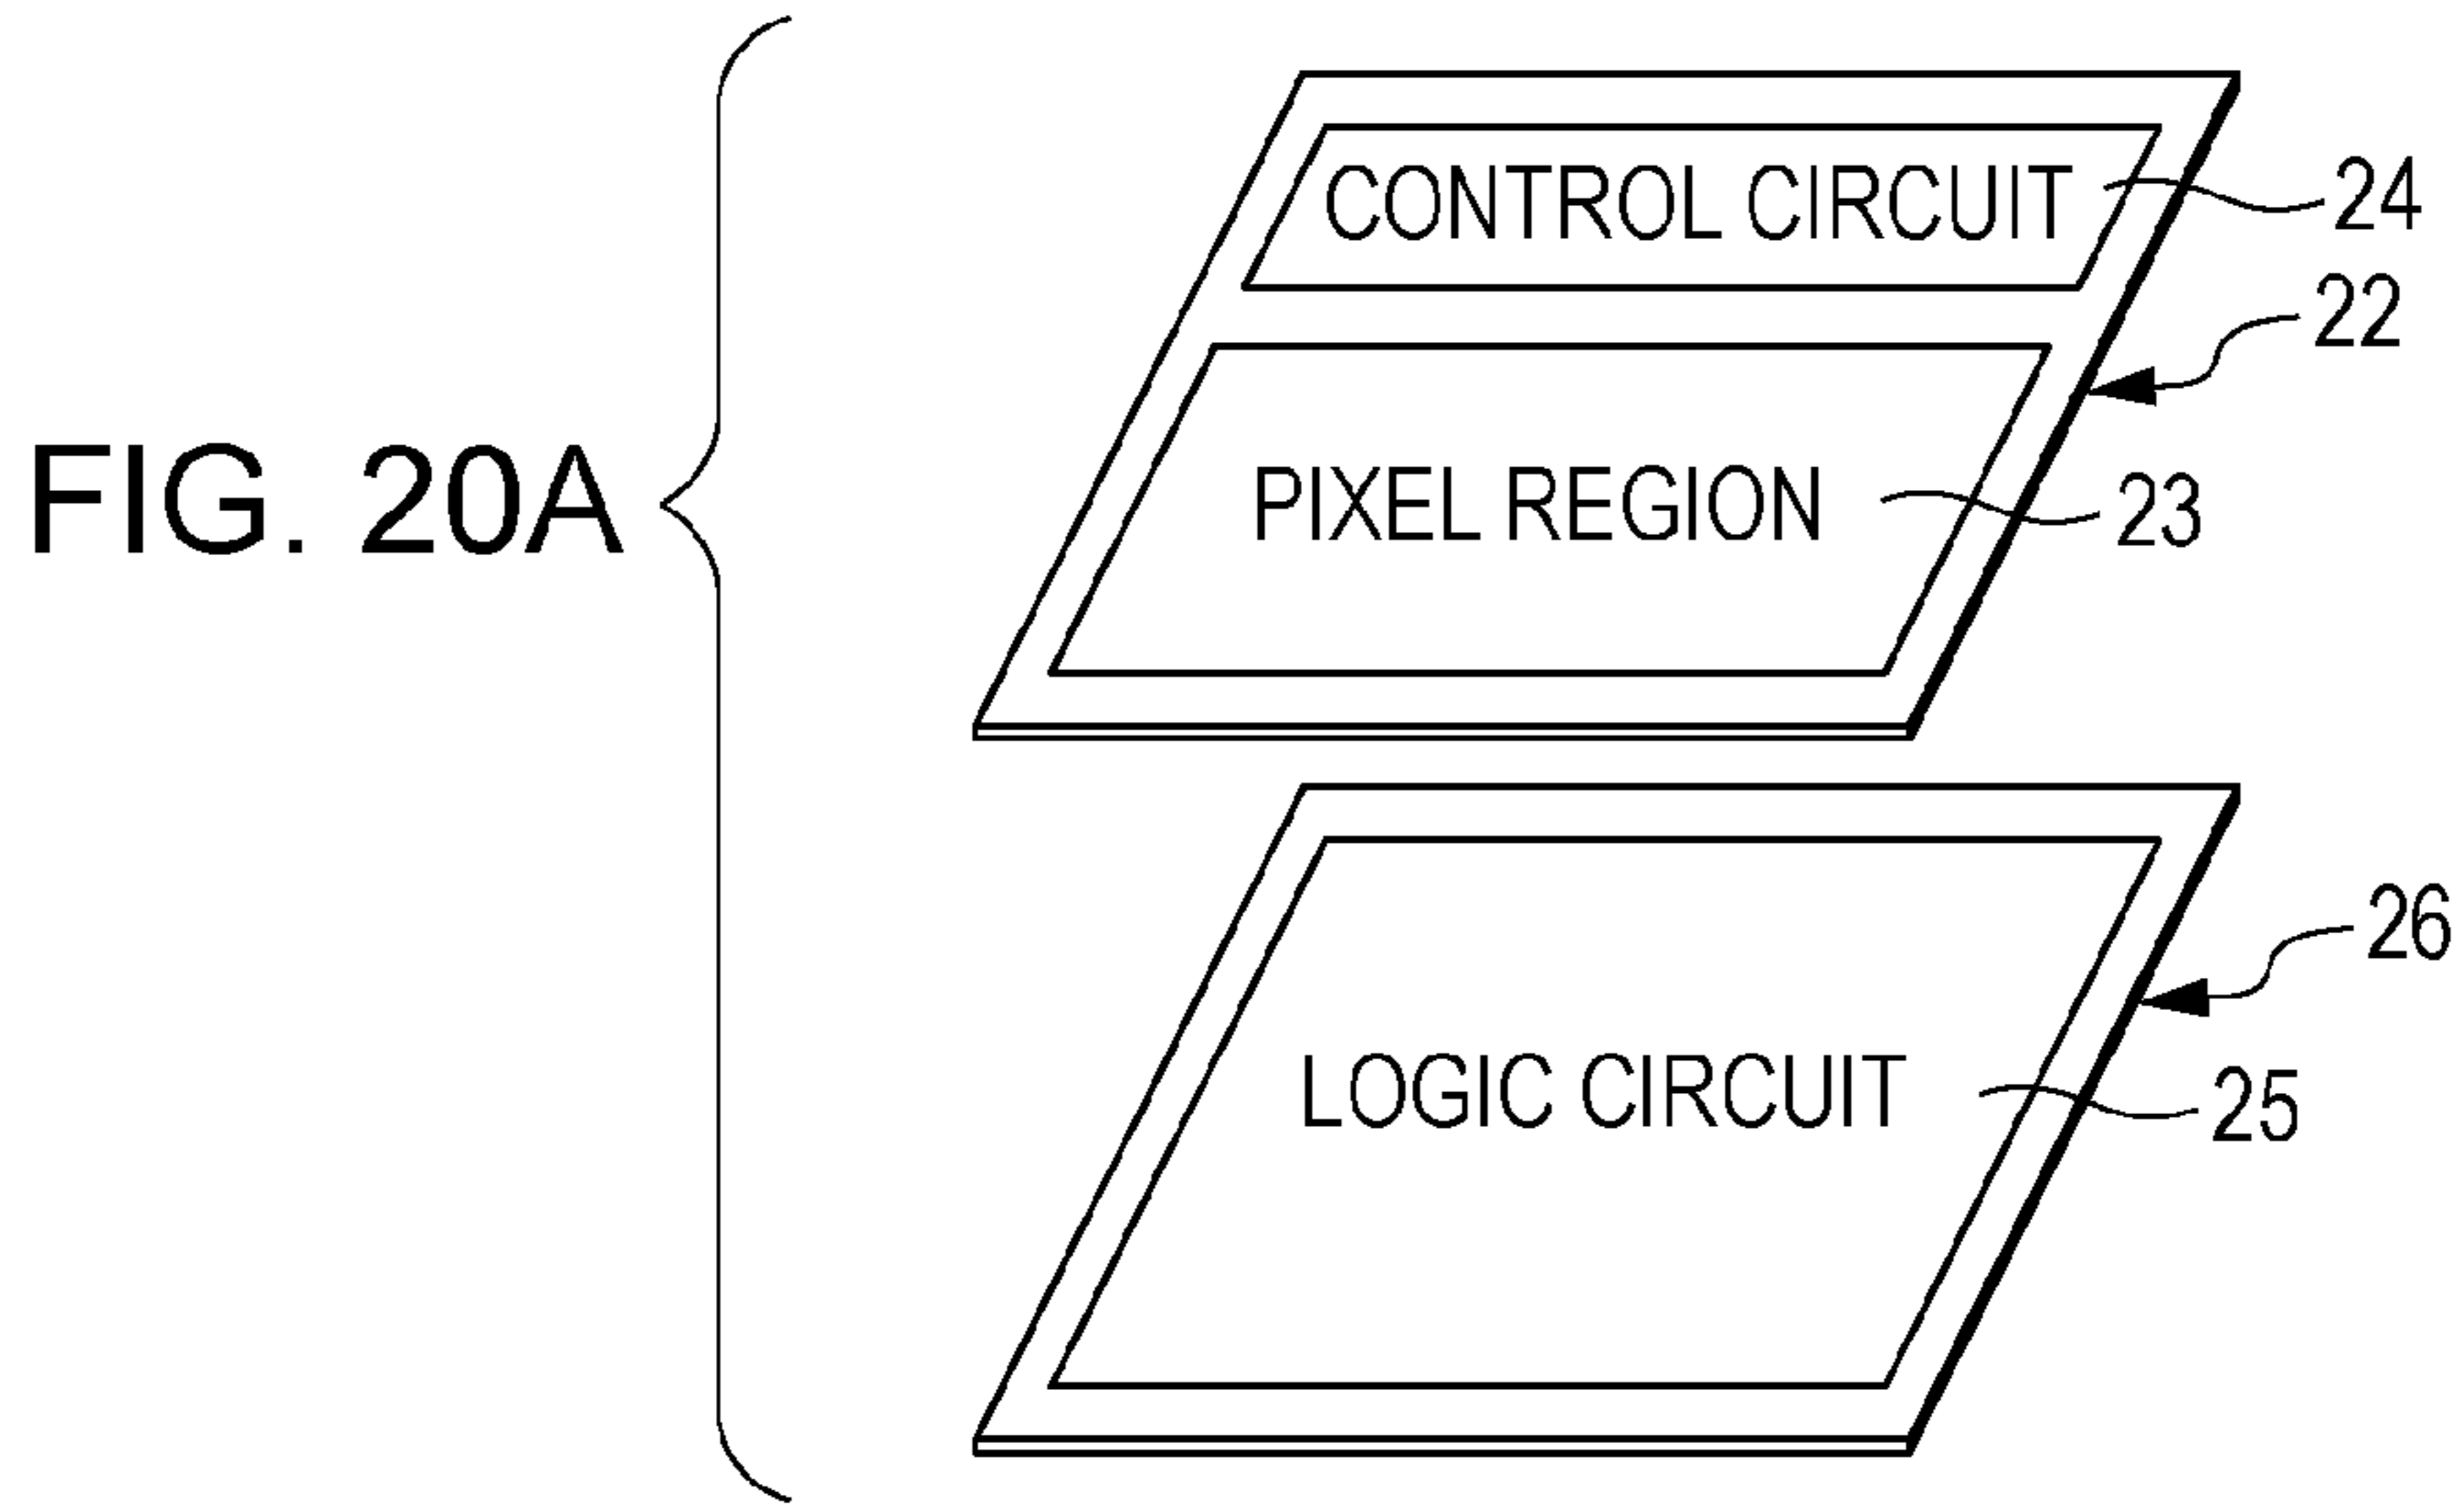 FIG. 20A
CONTROL CIRCUIT
24
22
PIXEL REGION
23
26
LOGIC CIRCUIT
25